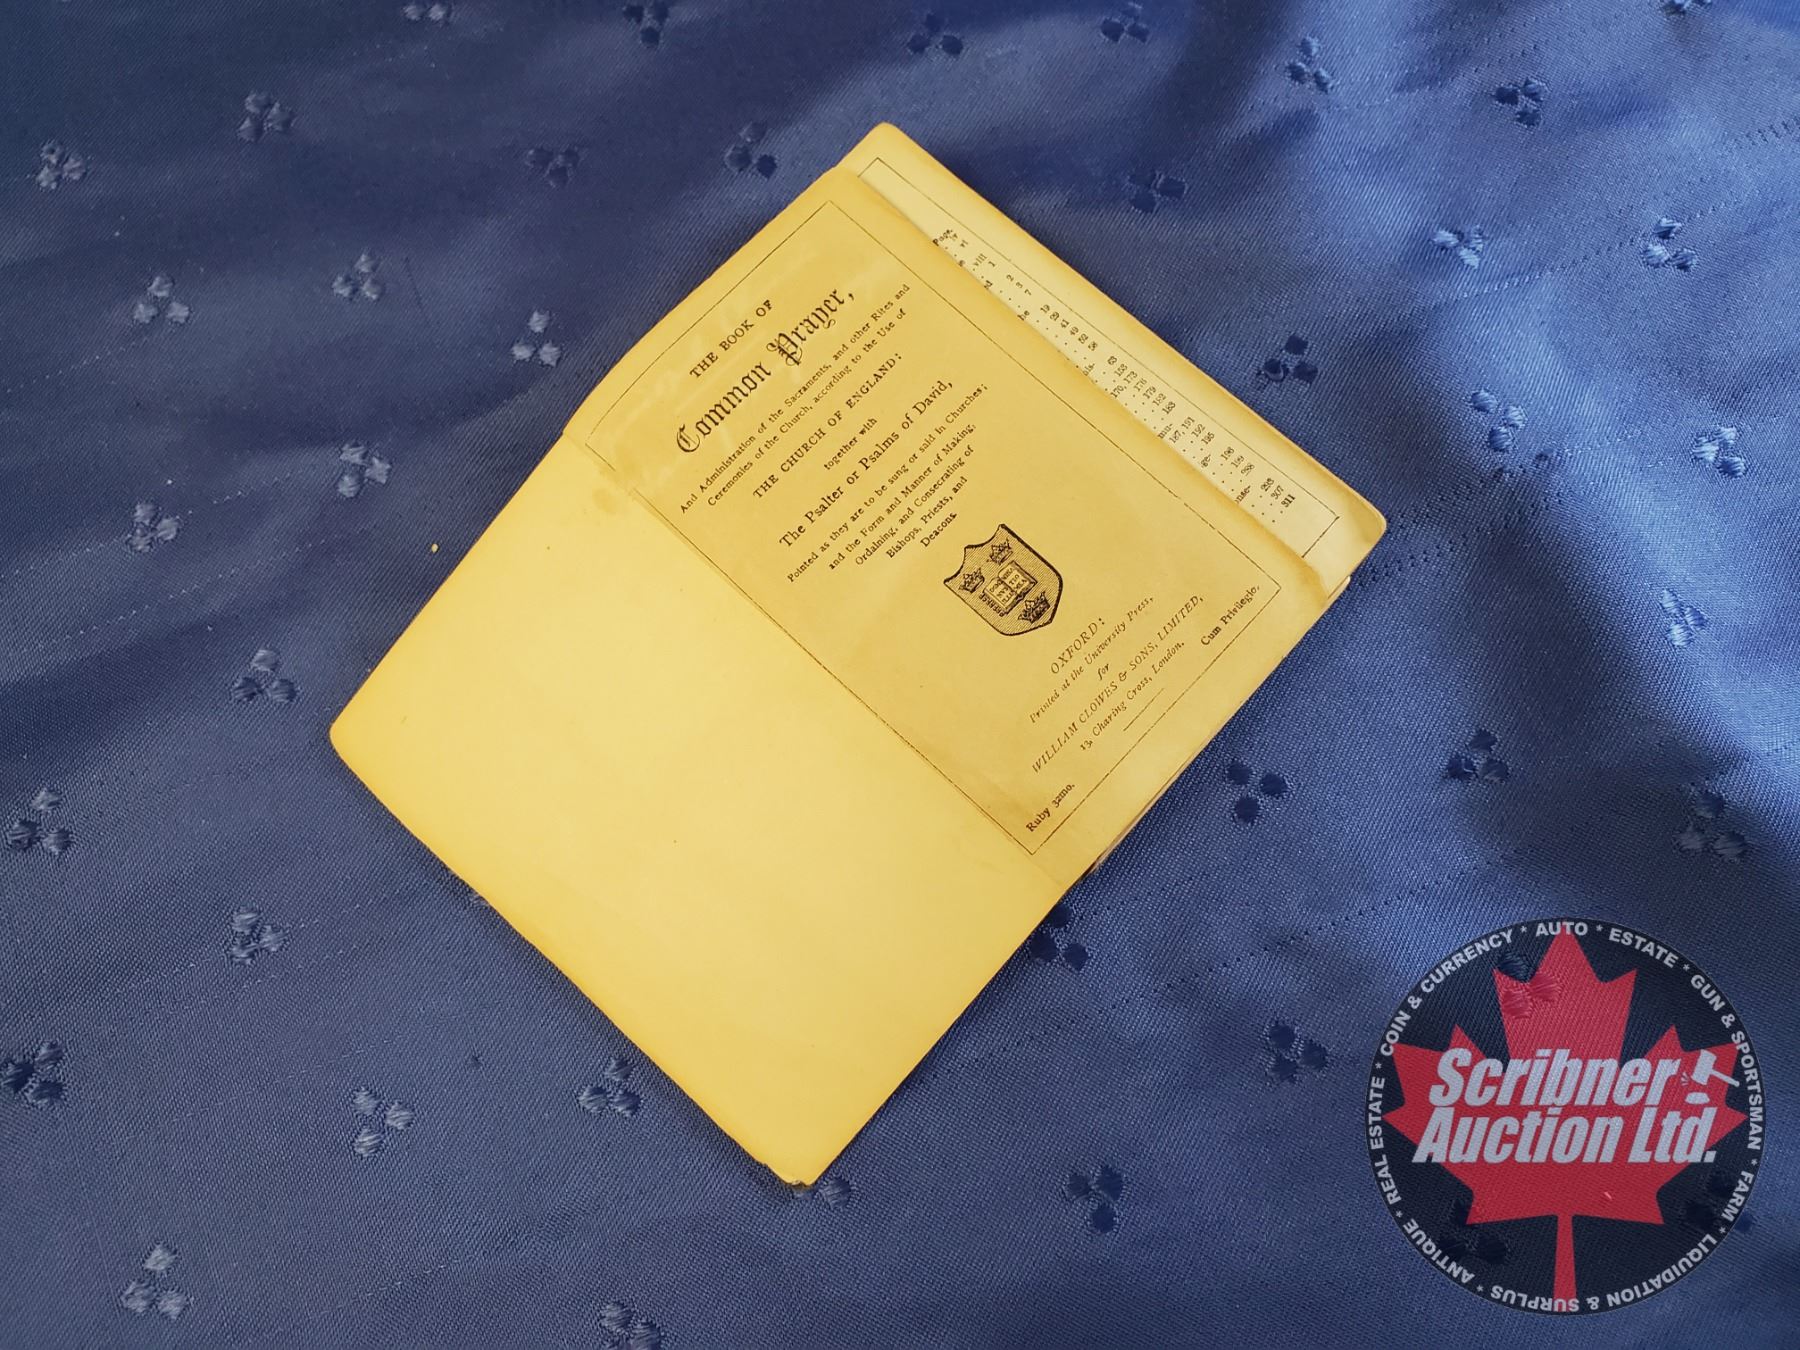 THE BOOK OF
Common Prayer,
And Administration of the Sacraments, and other Rites and
Ceremonies of the Church, according to the Use of
THE CHURCH OF ENGLAND:
together with
The Psalter or Psalms of David,
Pointed as they are to be sung or said in Churches;
and the Form and Manner of Making,
Ordaining, and Consecrating of
Bishops, Priests, and
Deacons.
OXFORD:
Printed at the University Press,
for
WILLIAM CLOWES & SONS, LIMITED,
13, Charing Cross, London.
Cum Privilegio.
Ruby 32mo.
Page
Scribner
Auction Ltd.
REAL ESTATE * COIN & CURRENCY * AUTO * ESTATE * GUN & SPORTSMAN * FARM * LIQUIDATION & SURPLUS * ANTIQUE *